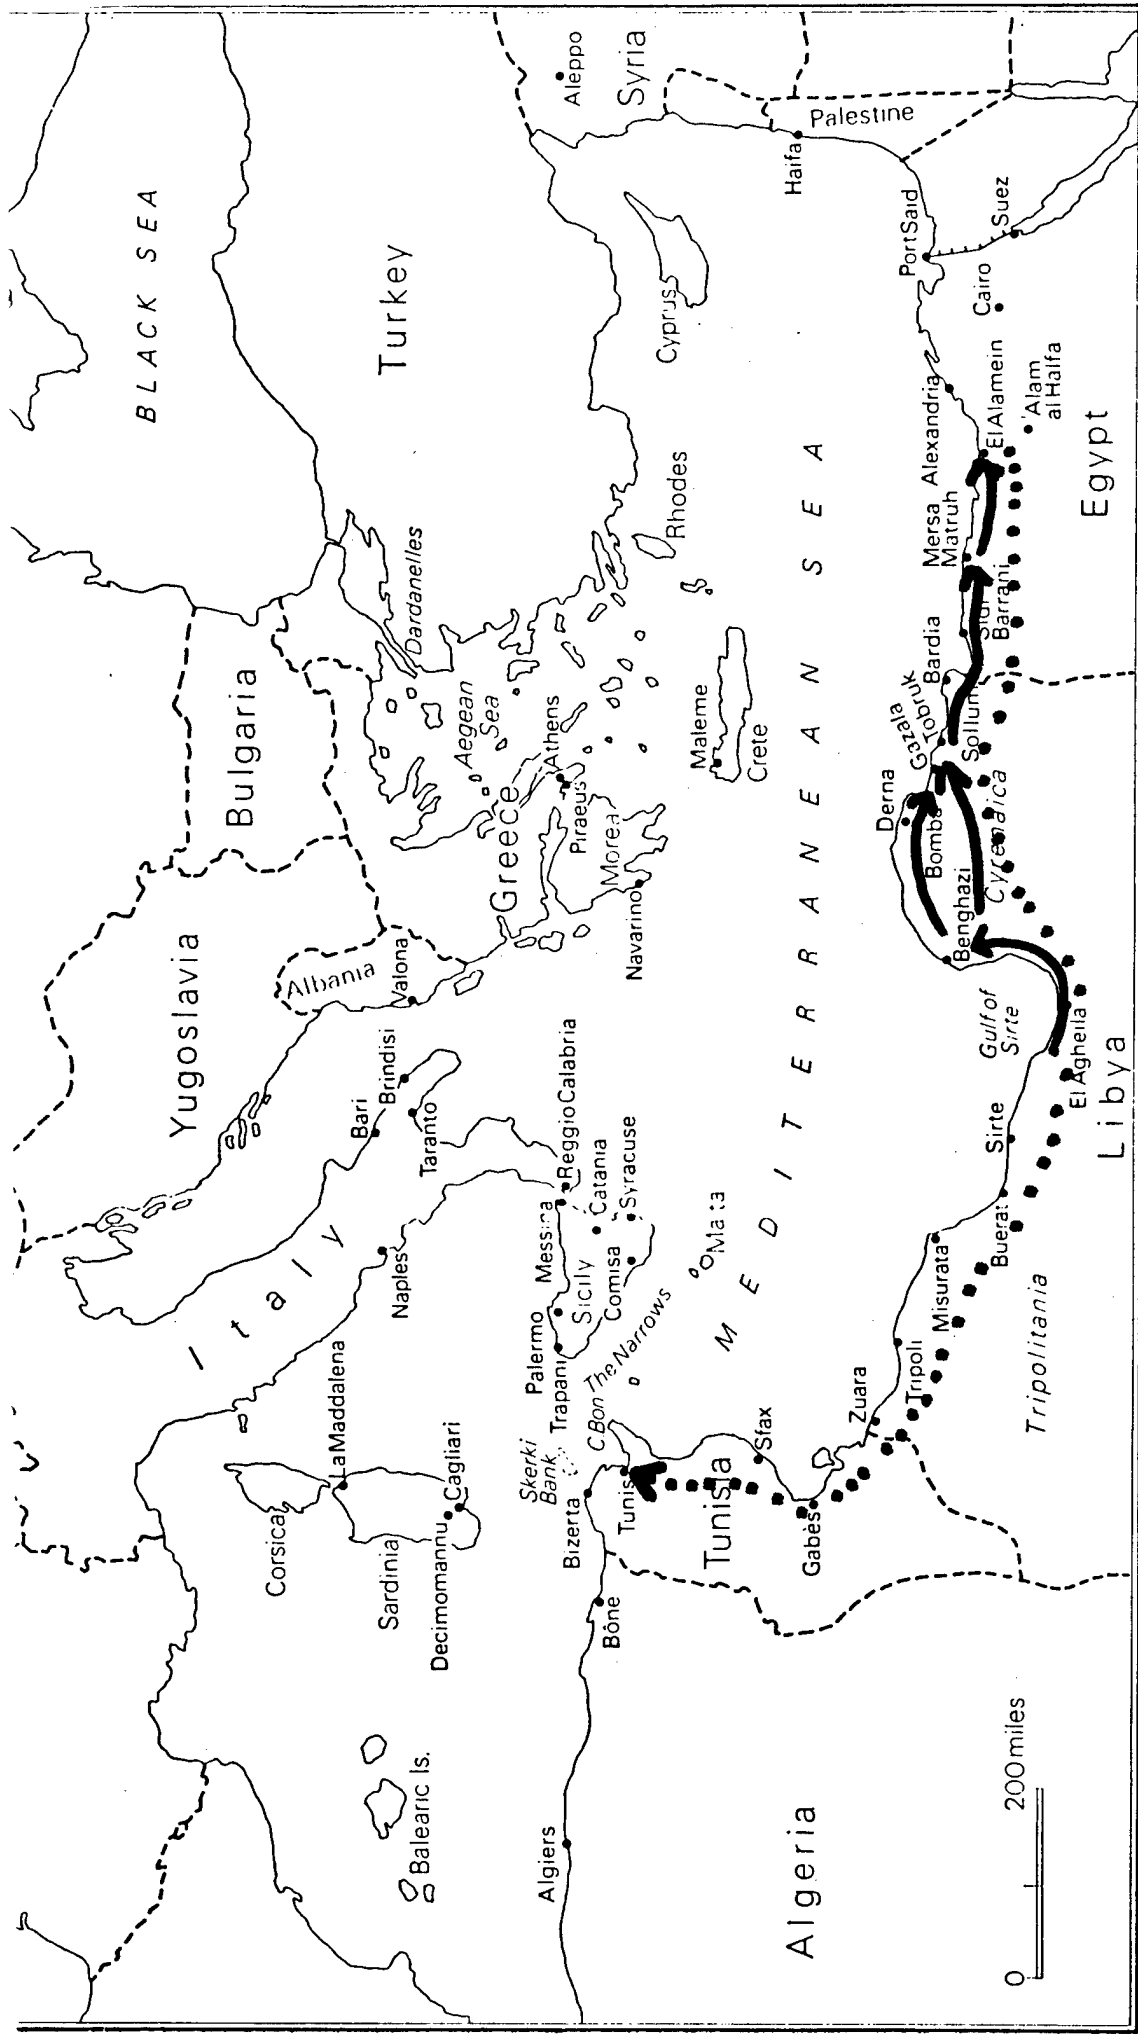 BLACK SEA
Yugoslavia
Bulgaria
Turkey
Italy
Albania
Greece
Aegean
Sea
Dardanelles
Corsica
La Maddalena
Sardinia
Decimomannu
Cagliari
Balearic Is.
Naples
Bari
Brindisi
Taranto
Valona
Athens
Piraeus
Morea
Navarino
Aleppo
Syria
Skerki
Bank
Palermo
Trapani
Messina
Reggio Calabria
Sicily
Catania
Comisa
Syracuse
C Bon
The Narrows
Rhodes
Cyprus
Maleme
Crete
Algiers
Bizerta
Bône
Tunis
Tunisia
Sfax
Gabès
MEDITERRANEAN SEA
Haifa
Palestine
Algeria
Zuara
Tripoli
Misurata
Buerat
Sirte
Gulf of
Sirte
El Agheila
Benghazi
Derna
Gazala
Tobruk
Bardia
Sollum
Barrani
Cyrenaica
Mersa
Matruh
Alexandria
El Alamein
'Alam
al Halfa
Port Said
Cairo
Suez
Tripolitania
Libya
Egypt
0 200 miles